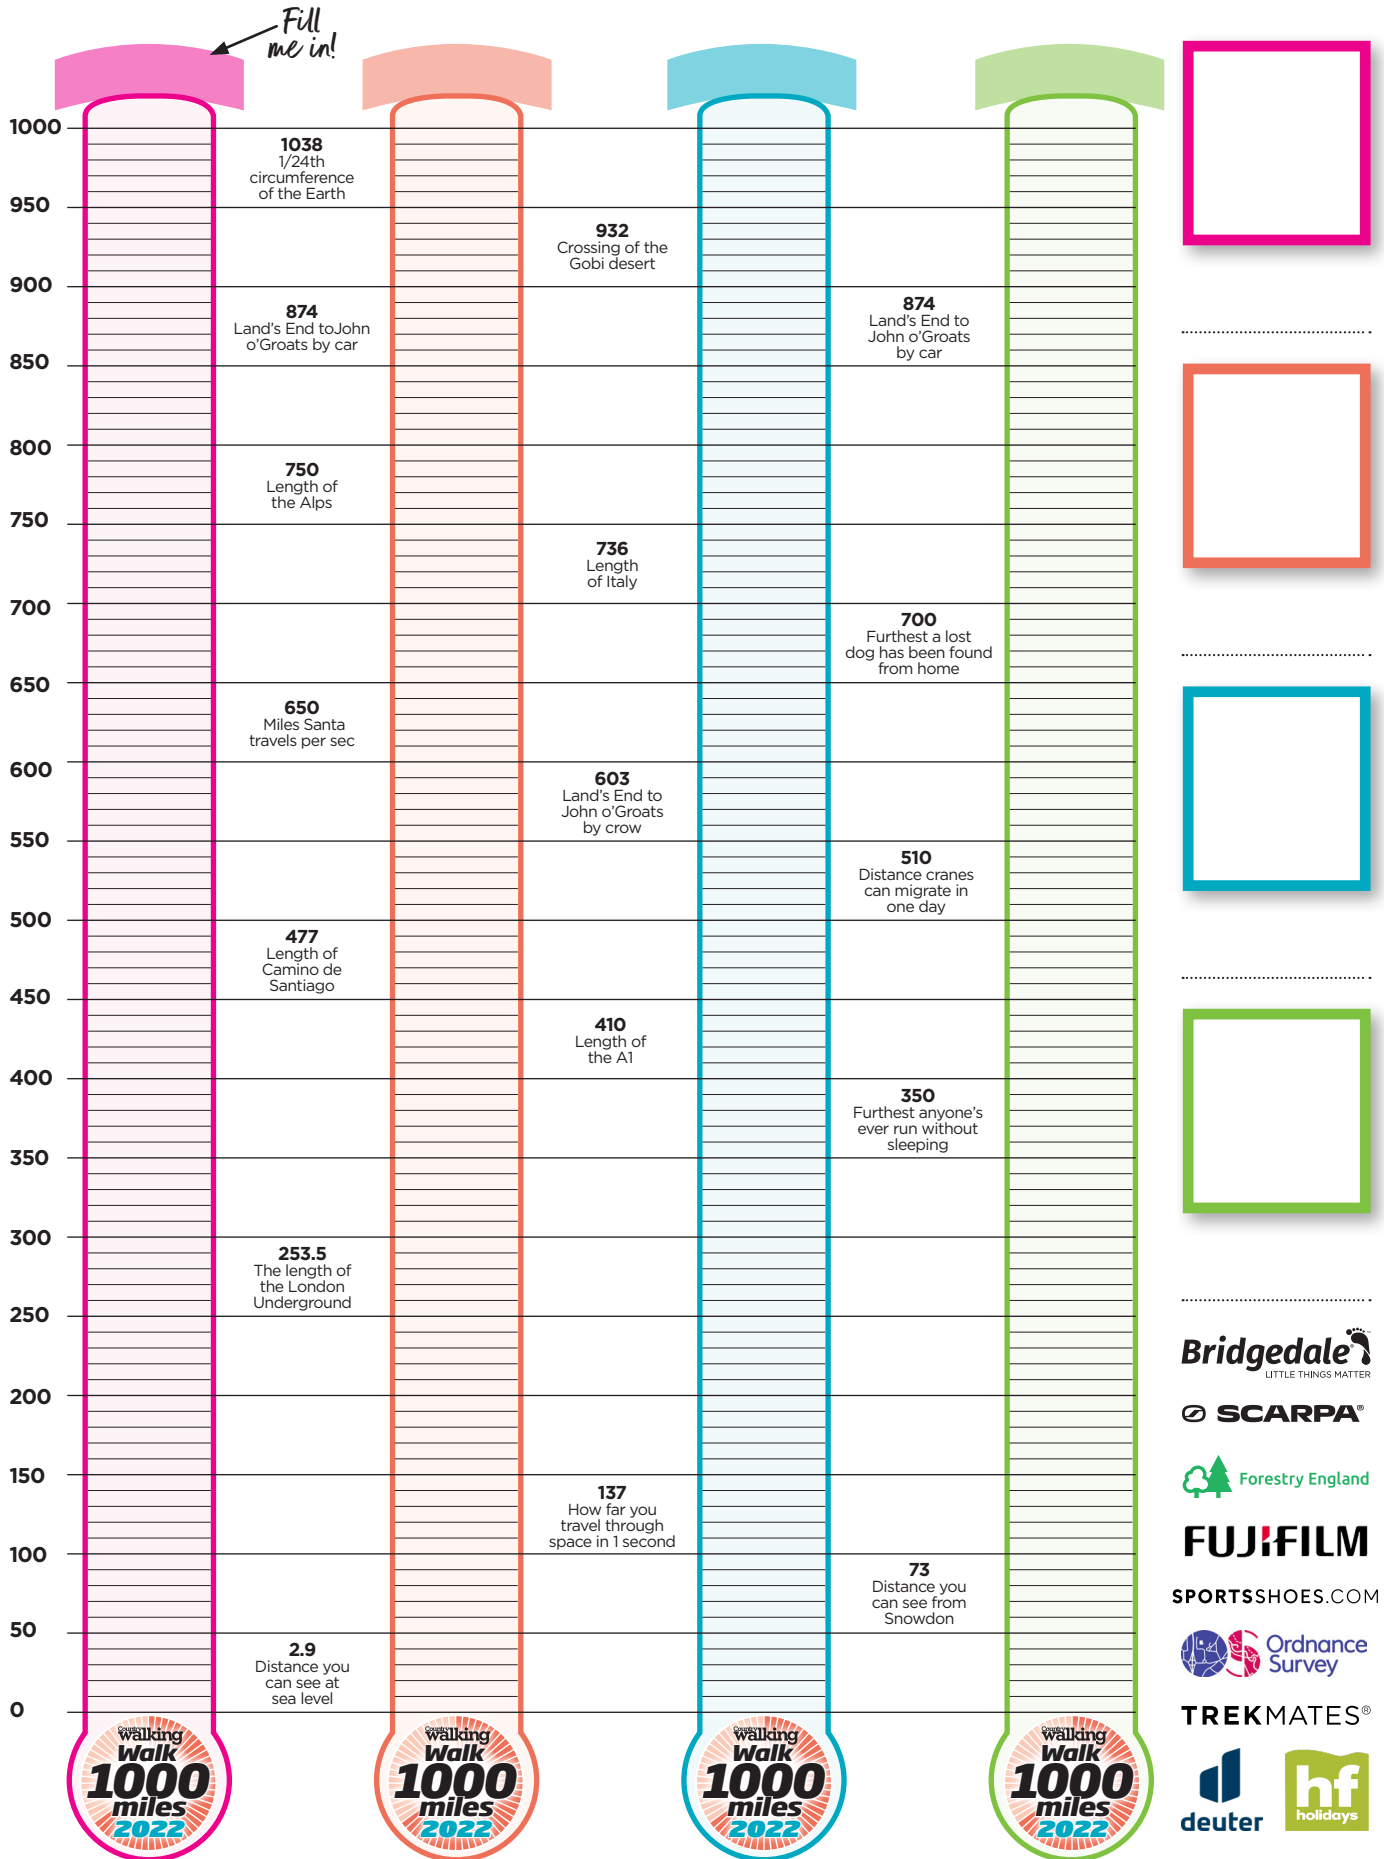 Fill
me in!
1000
1038
1/24th
circumference
of the Earth
950
932
Crossing of the
Gobi desert
900
874
Land's End toJohn
o'Groats by car
874
Land's End to
John o'Groats
by car
850
800
750
Length of
the Alps
750
736
Length
of Italy
700
700
Furthest a lost
dog has been found
from home
650
650
Miles Santa
travels per sec
600
603
Land's End to
John o'Groats
by crow
550
510
Distance cranes
can migrate in
one day
500
477
Length of
Camino de
Santiago
450
410
Length of
the A1
400
350
Furthest anyone's
ever run without
sleeping
350
300
253.5
The length of
the London
Underground
250
200
150
137
How far you
travel through
space in 1 second
100
73
Distance you
can see from
Snowdon
50
2.9
Distance you
can see at
sea level
0
Country
walking
Walk
1000
miles
2022
Country
walking
Walk
1000
miles
2022
Country
walking
Walk
1000
miles
2022
Country
walking
Walk
1000
miles
2022
Bridgedale
LITTLE THINGS MATTER
SCARPA®
Forestry England
FUJIFILM
SPORTSSHOES.COM
OS Ordnance
Survey
TREKMATES®
deuter
hf
holidays